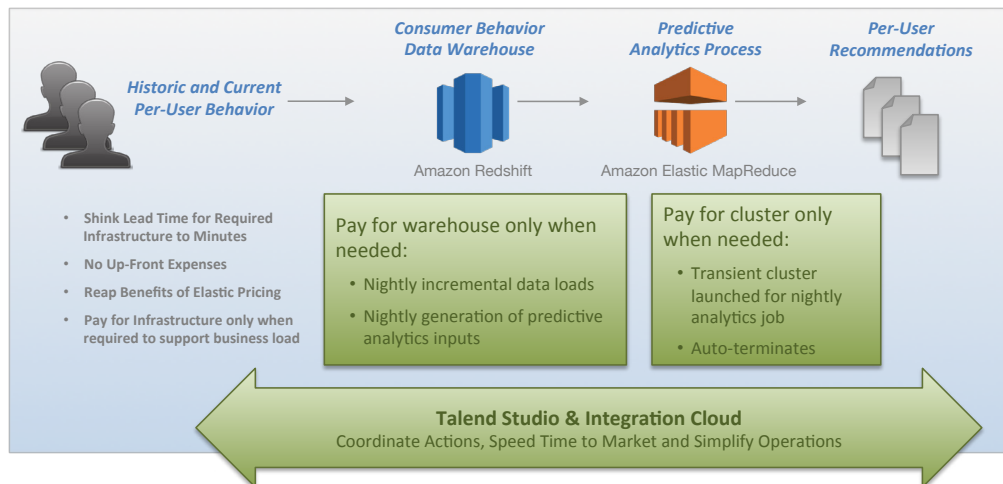 Consumer Behavior
Data Warehouse
Predictive
Analytics Process
Per-User
Recommendations
Historic and Current
Per-User Behavior
Amazon Redshift
Amazon Elastic MapReduce
• Shink Lead Time for Required
Infrastructure to Minutes
• No Up-Front Expenses
• Reap Benefits of Elastic Pricing
• Pay for Infrastructure only when
required to support business load
Pay for warehouse only when
needed:
• Nightly incremental data loads
• Nightly generation of predictive
analytics inputs
Pay for cluster only
when needed:
• Transient cluster
launched for nightly
analytics job
• Auto-terminates
Talend Studio & Integration Cloud
Coordinate Actions, Speed Time to Market and Simplify Operations